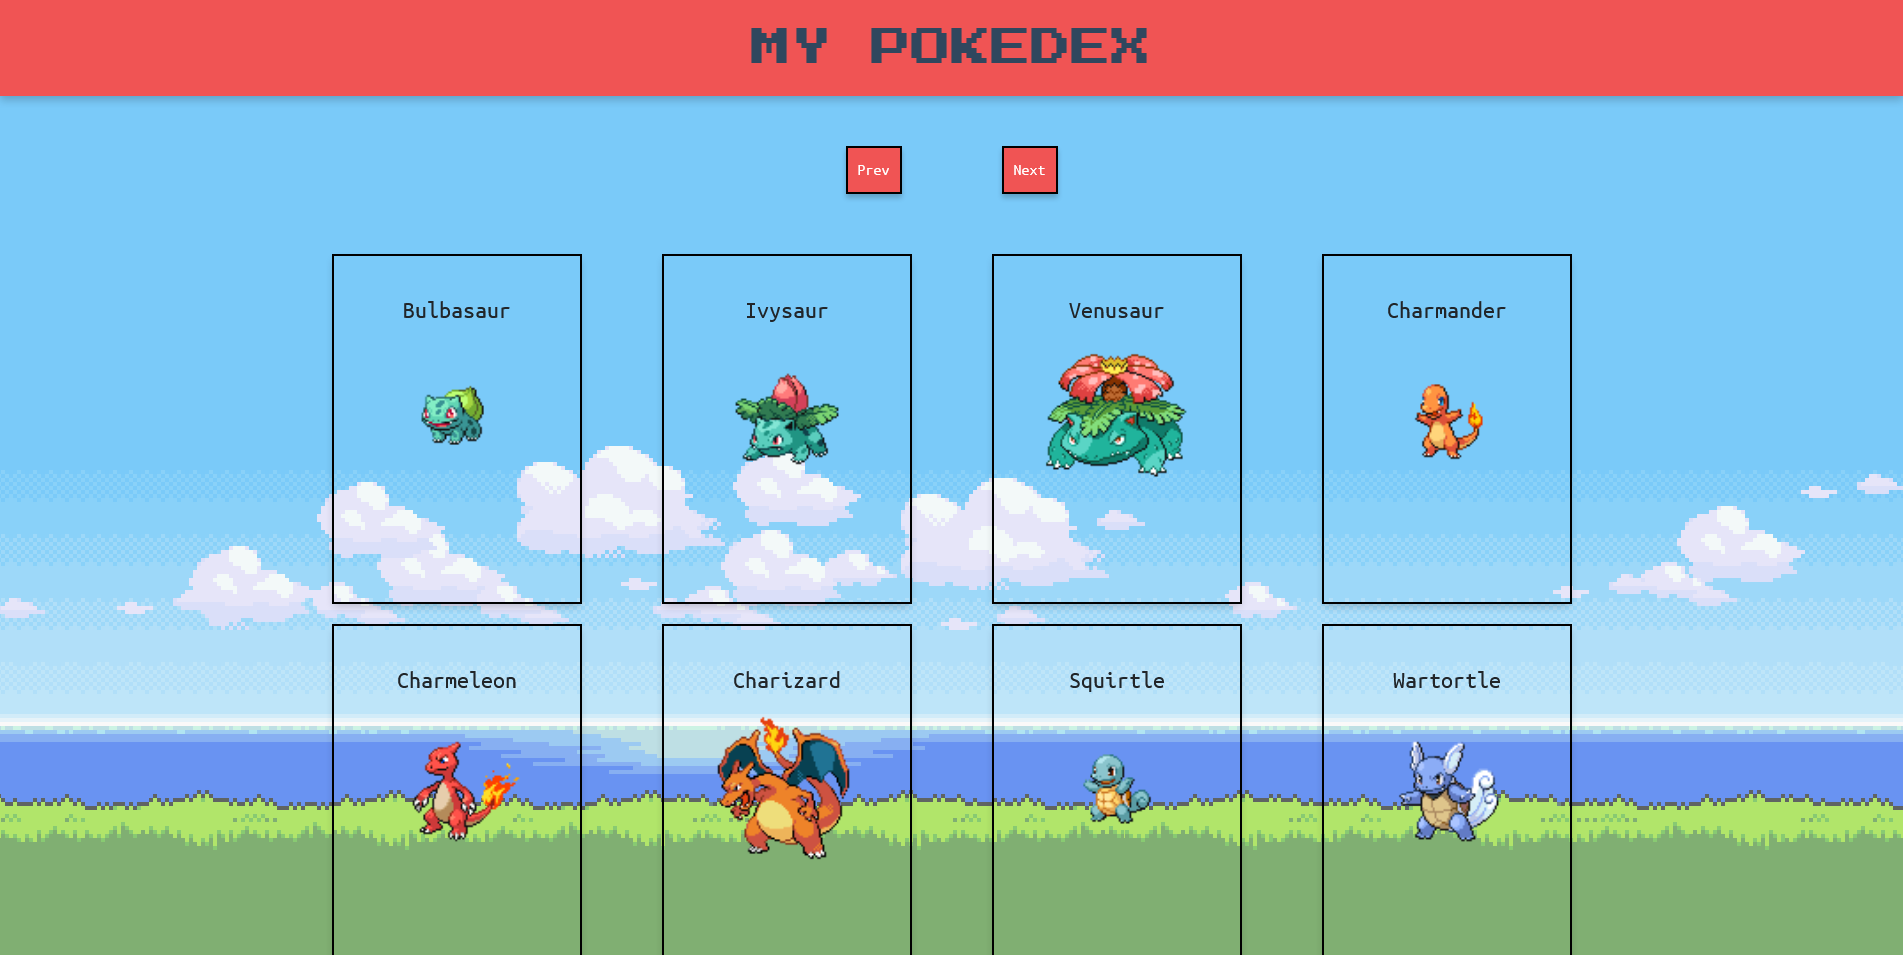 MY POKEDEX
Prev
Next
Bulbasaur
Ivysaur
Venusaur
Charmander
Charmeleon
Charizard
Squirtle
Wartortle